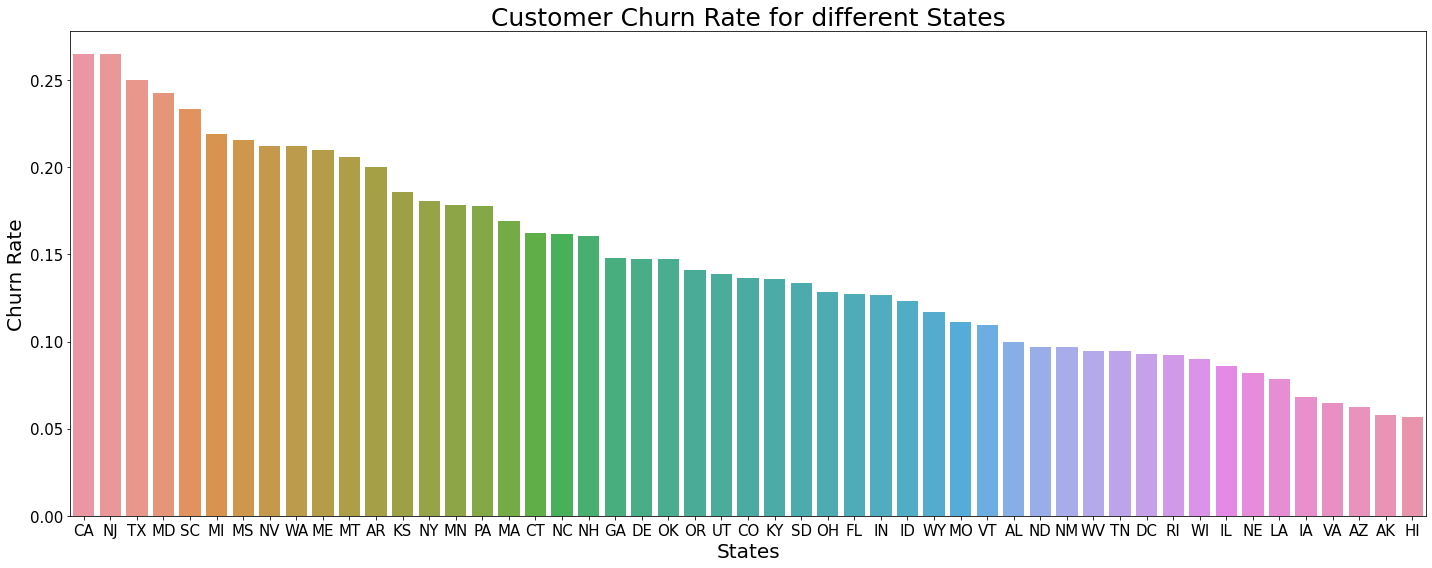 Customer Churn Rate for different States
Churn Rate
0.25
0.20
0.15
0.10
0.05
0.00
CA NJ TX MD SC MI MS NV WA ME MT AR KS NY MN PA MA CT NC NH GA DE OK OR UT CO KY SD OH FL IN ID WY MO VT AL ND NM WV TN DC RI WI IL NE LA IA VA AZ AK HI
States